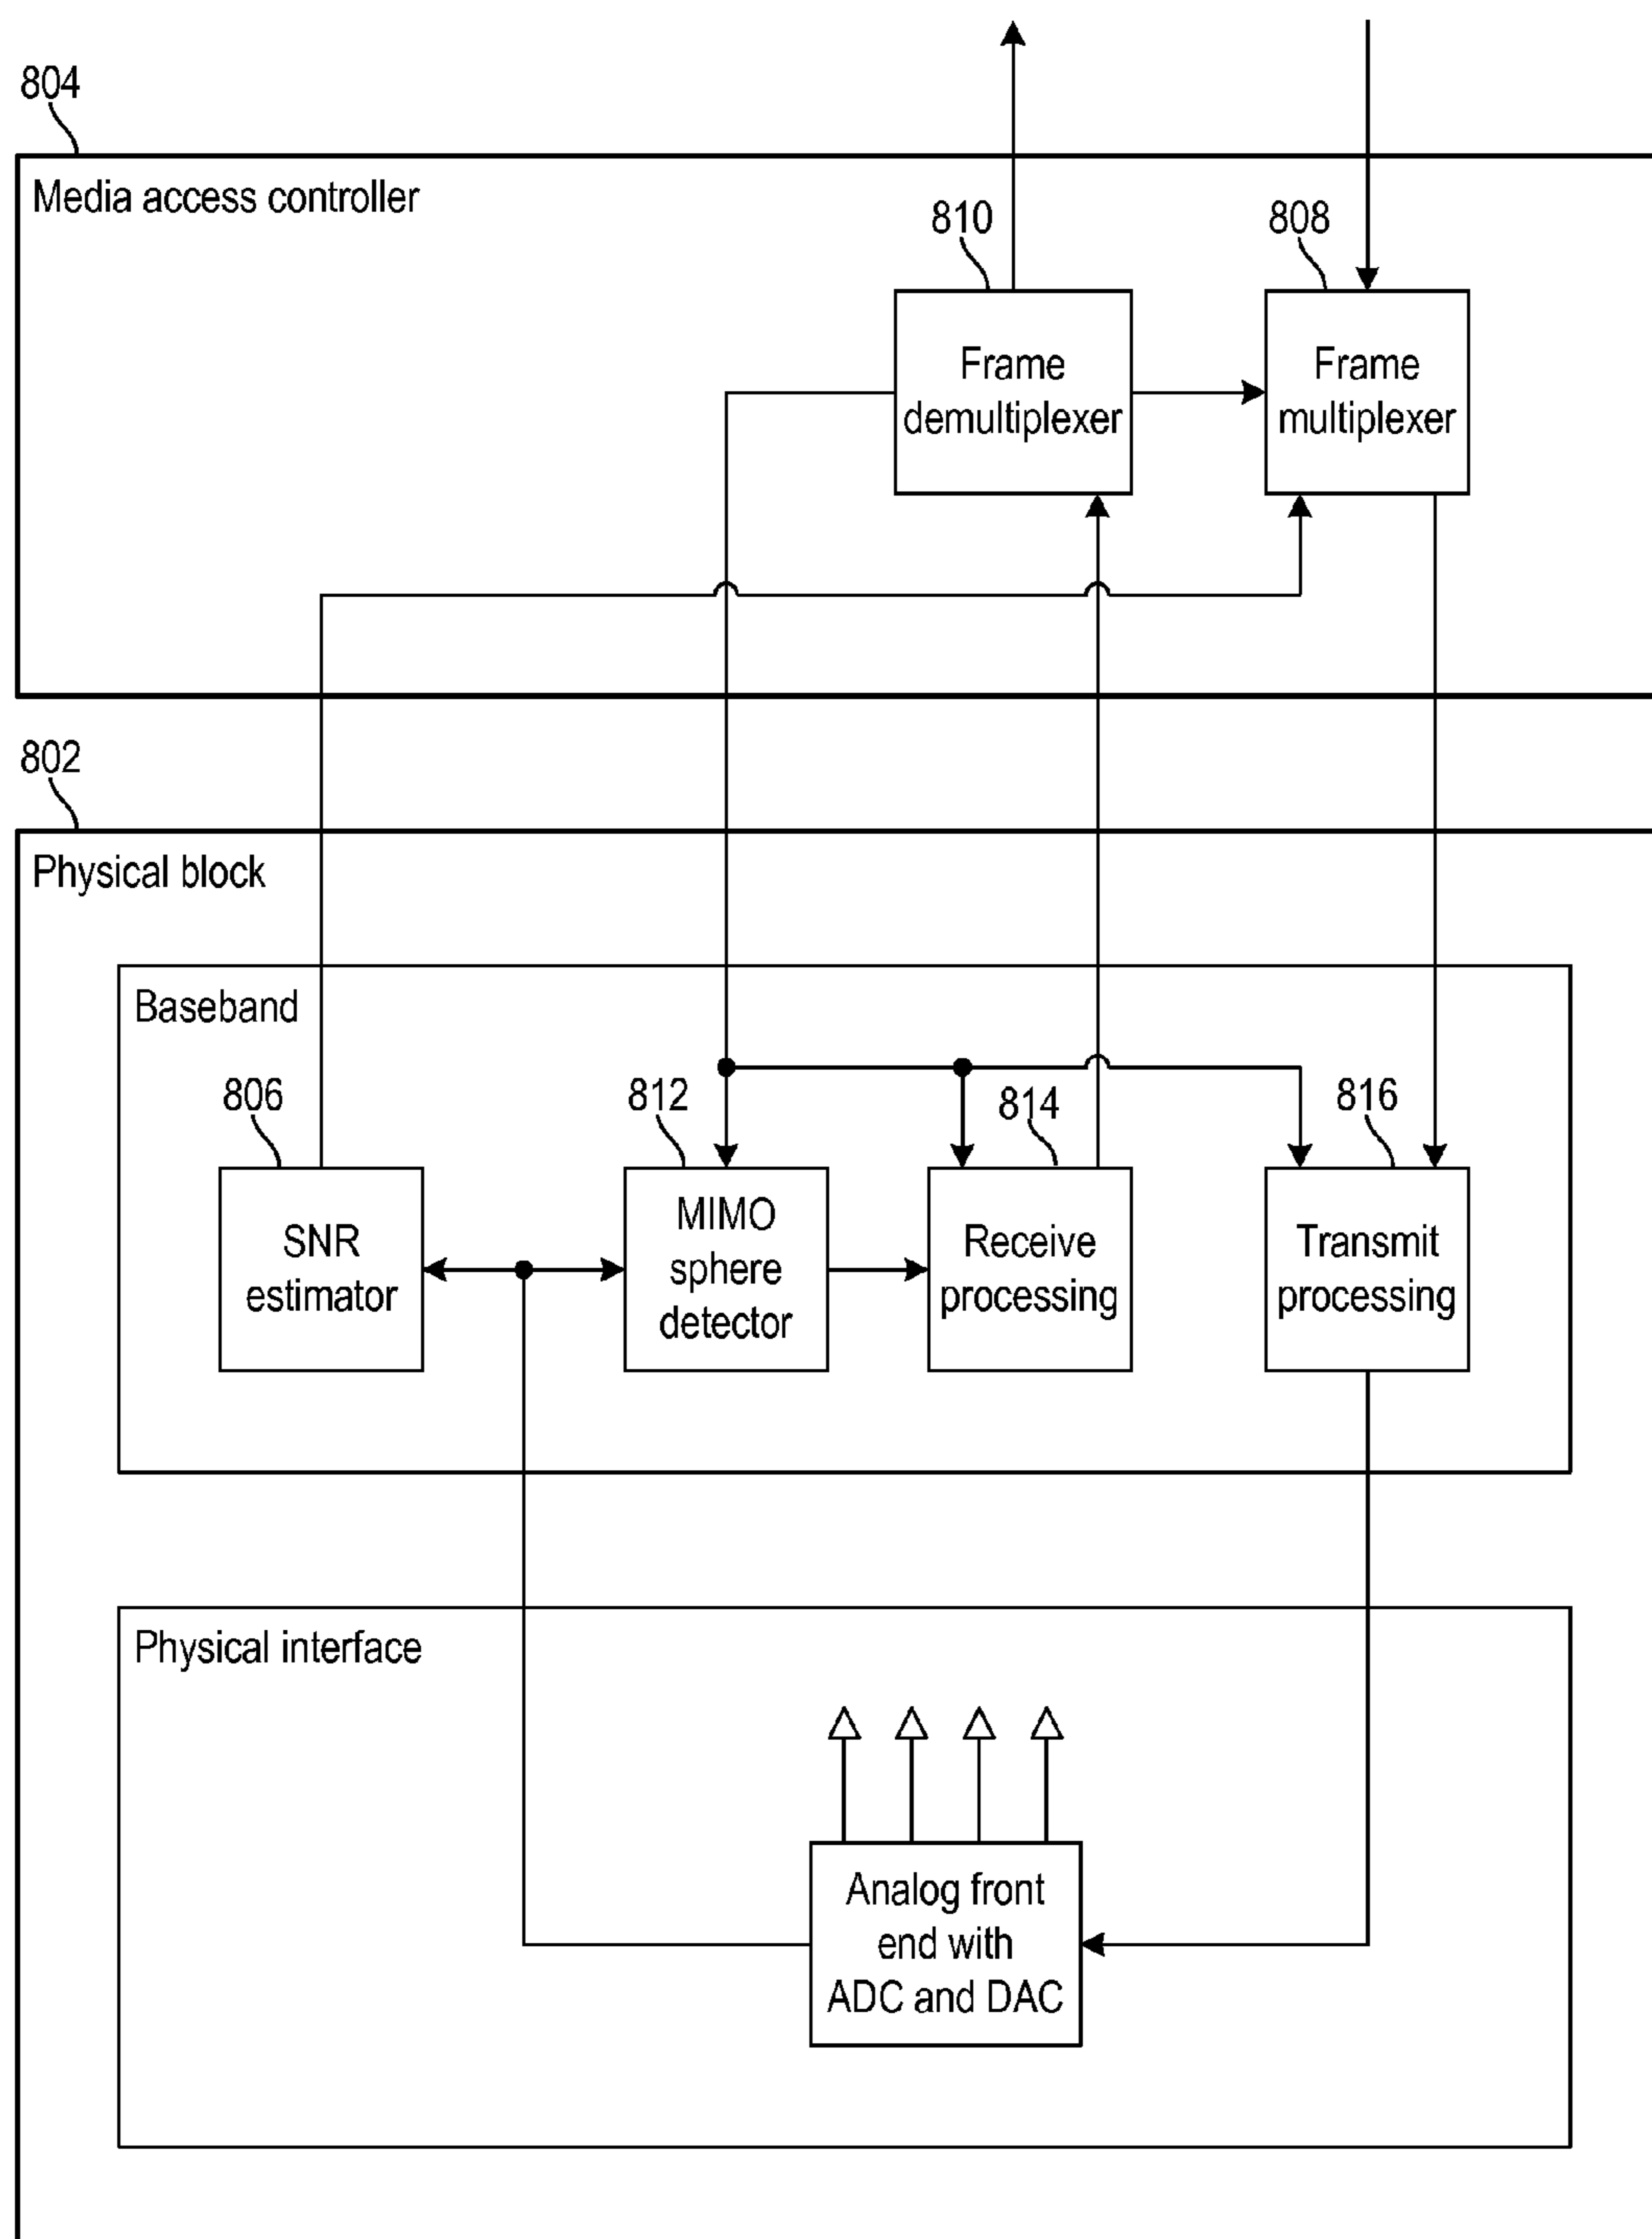 804
Media access controller
810
808
Frame
demultiplexer
Frame
multiplexer
802
Physical block
Baseband
806
812
814
816
SNR
estimator
MIMO
sphere
detector
Receive
processing
Transmit
processing
Physical interface
Analog front
end with
ADC and DAC